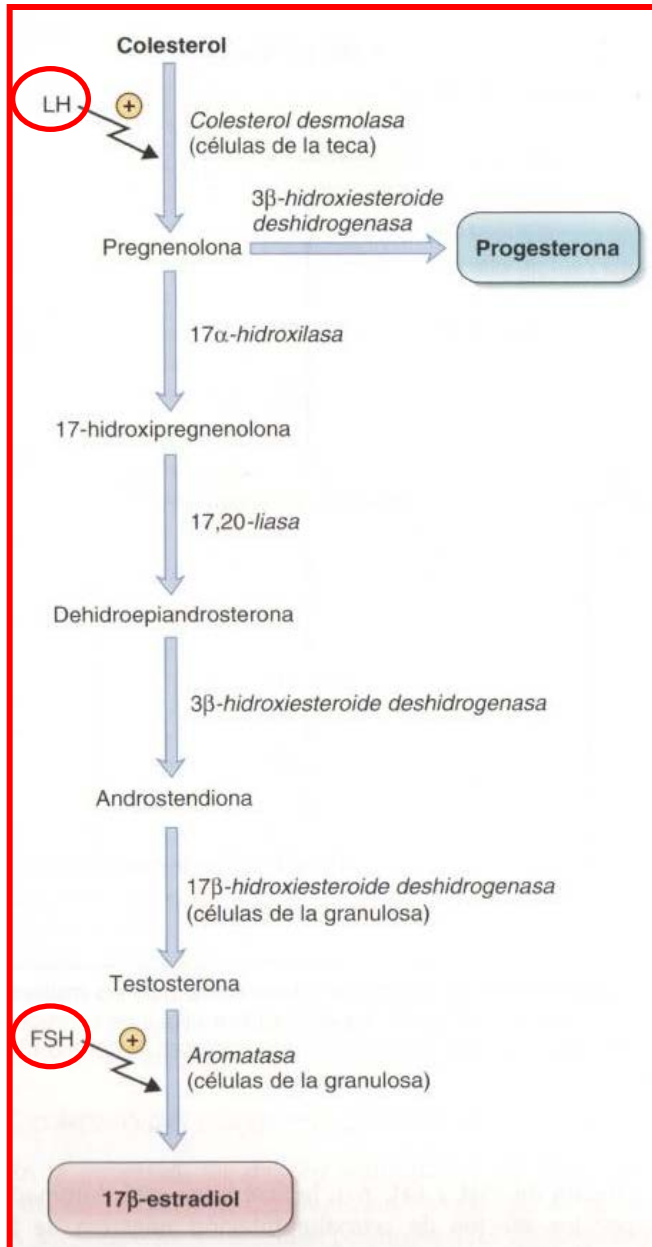 Colesterol
LH
+
Colesterol desmolasa
(células de la teca)
3β-hidroxiesteroide
deshidrogenasa
Pregnenolona
Progesterona
17α-hidroxilasa
17-hidroxipregnenolona
17,20-liasa
Dehidroepiandrosterona
3β-hidroxiesteroide deshidrogenasa
Androstendiona
17β-hidroxiesteroide deshidrogenasa
(células de la granulosa)
Testosterona
FSH
+
Aromatasa
(células de la granulosa)
17β-estradiol